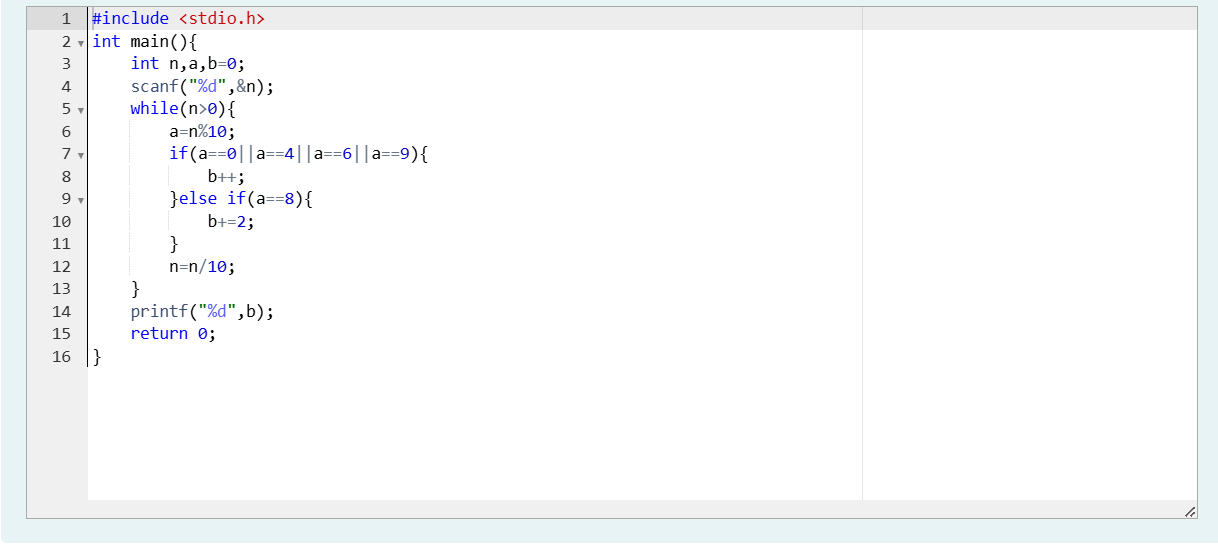 1 #include <stdio.h>
2 int main(){
3     int n,a,b=0;
4     scanf("%d",&n);
5     while(n>0){
6         a=n%10;
7         if(a==0||a==4||a==6||a==9){
8             b++;
9         }else if(a==8){
10             b+=2;
11         }
12         n=n/10;
13     }
14     printf("%d",b);
15     return 0;
16 }